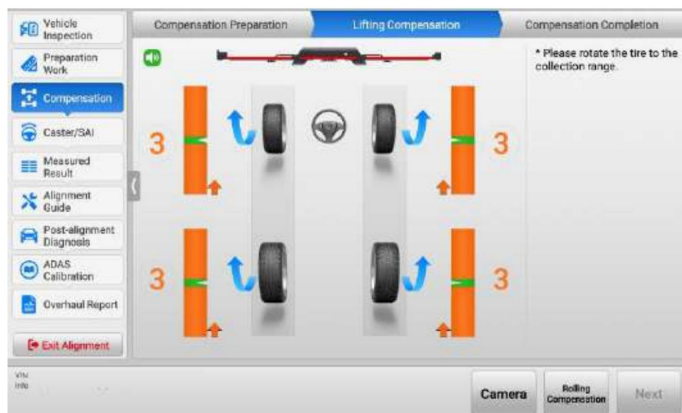 Vehicle
Inspection
Preparation
Work
Compensation
Caster/SAI
Measured
Result
Alignment
Guide
Post-alignment
Diagnosis
ADAS
Calibration
Overhaul Report
Exit Alignment
Compensation Preparation
Lifting Compensation
Compensation Completion
* Please rotate the tire to the
collection range.
3
3
3
3
Info
Camera
Rolling
Compensation
Next